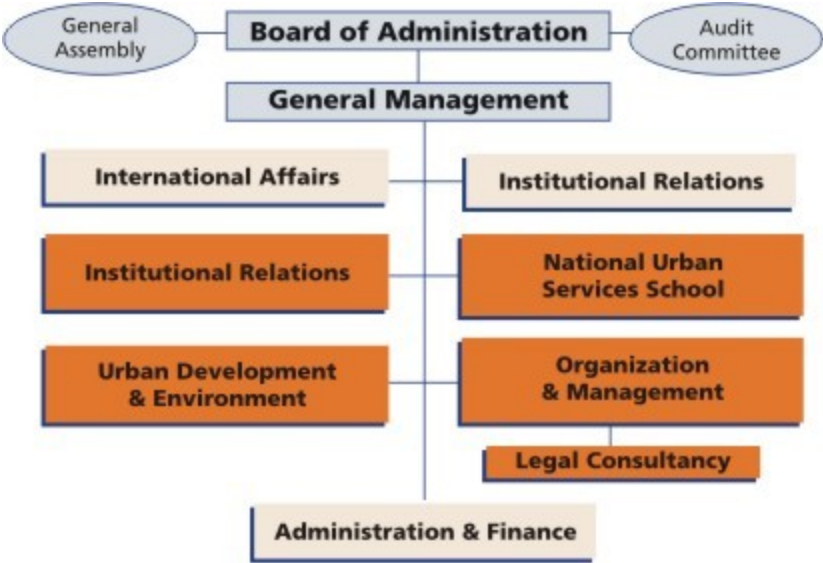 General
Assembly
Board of Administration
Audit
Committee
General Management
International Affairs
Institutional Relations
Institutional Relations
National Urban
Services School
Urban Development
& Environment
Organization
& Management
Legal Consultancy
Administration & Finance